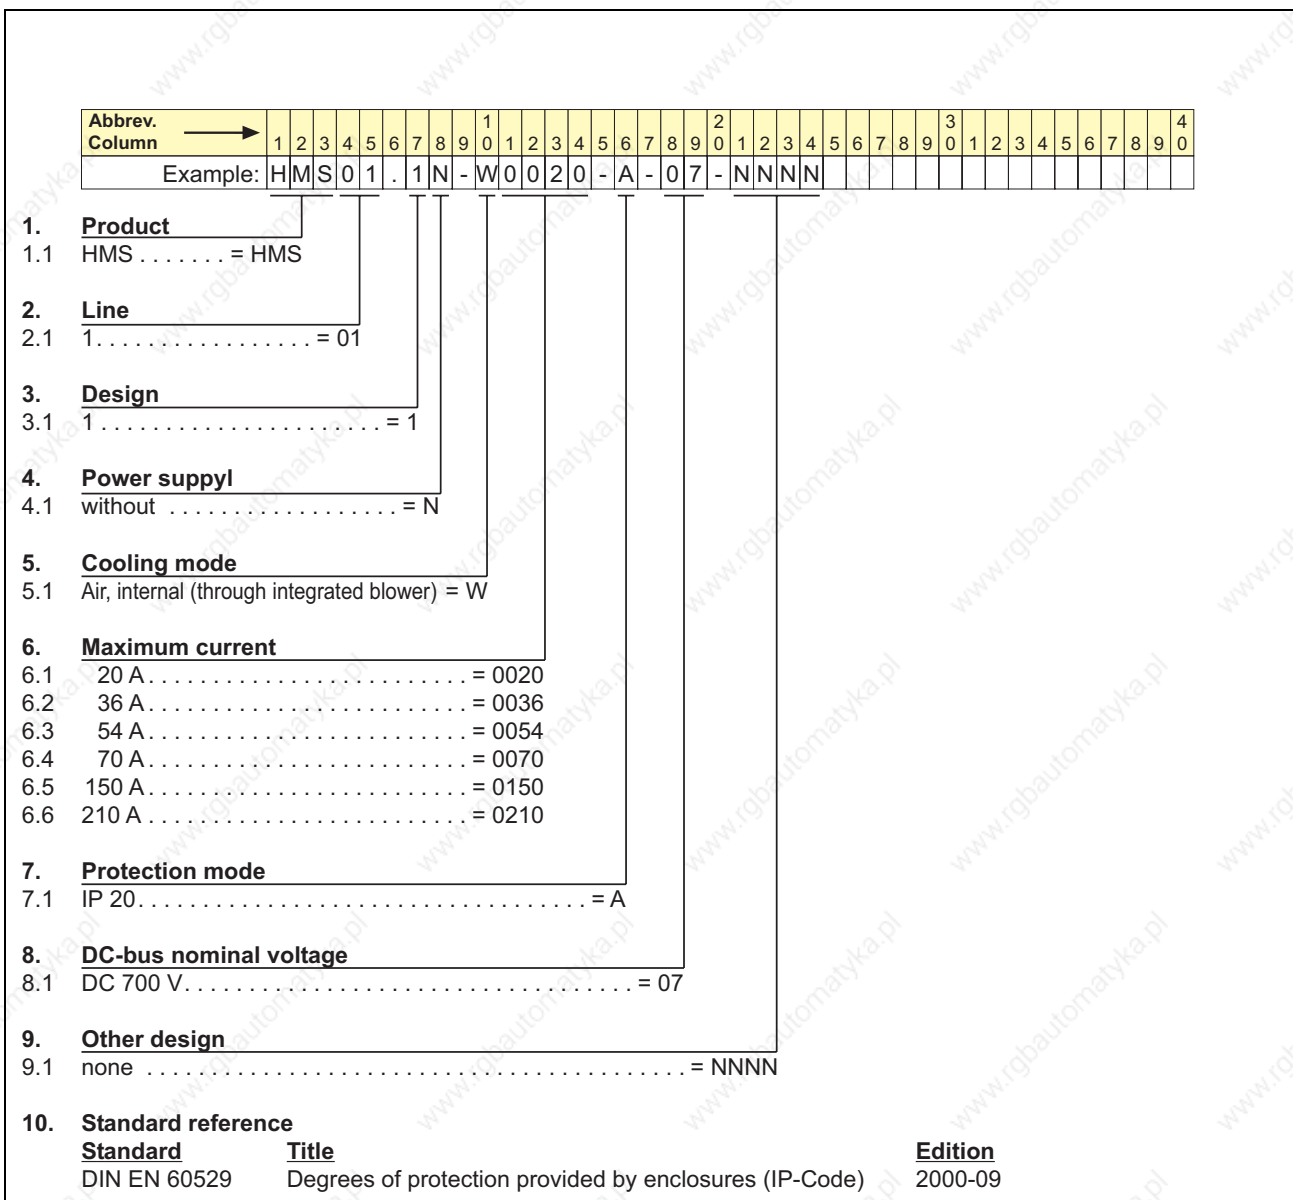 Abbrev. 1 2 3 4
Column 1 2 3 4 5 6 7 8 9 0 1 2 3 4 5 6 7 8 9 0 1 2 3 4 5 6 7 8 9 0 1 2 3 4 5 6 7 8 9 0
Example: H M S 0 1 . 1 N - W 0 0 2 0 - A - 0 7 - N N N N
1. Product
1.1 HMS . . . . . . . = HMS
2. Line
2.1 1. . . . . . . . . . . . . . . . . = 01
3. Design
3.1 1 . . . . . . . . . . . . . . . . . . . . . . = 1
4. Power suppyl
4.1 without . . . . . . . . . . . . . . . . . . = N
5. Cooling mode
5.1 Air, internal (through integrated blower) = W
6. Maximum current
6.1 20 A. . . . . . . . . . . . . . . . . . . . . . . . . = 0020
6.2 36 A. . . . . . . . . . . . . . . . . . . . . . . . . = 0036
6.3 54 A. . . . . . . . . . . . . . . . . . . . . . . . . = 0054
6.4 70 A. . . . . . . . . . . . . . . . . . . . . . . . . = 0070
6.5 150 A. . . . . . . . . . . . . . . . . . . . . . . . . = 0150
6.6 210 A . . . . . . . . . . . . . . . . . . . . . . . . . = 0210
7. Protection mode
7.1 IP 20. . . . . . . . . . . . . . . . . . . . . . . . . . . . . . . . . . . = A
8. DC-bus nominal voltage
8.1 DC 700 V. . . . . . . . . . . . . . . . . . . . . . . . . . . . . . . . . . . = 07
9. Other design
9.1 none . . . . . . . . . . . . . . . . . . . . . . . . . . . . . . . . . . . . . . . . . . = NNNN
10. Standard reference
Standard Title Edition
DIN EN 60529 Degrees of protection provided by enclosures (IP-Code) 2000-09
www.rgbautomatyka.pl